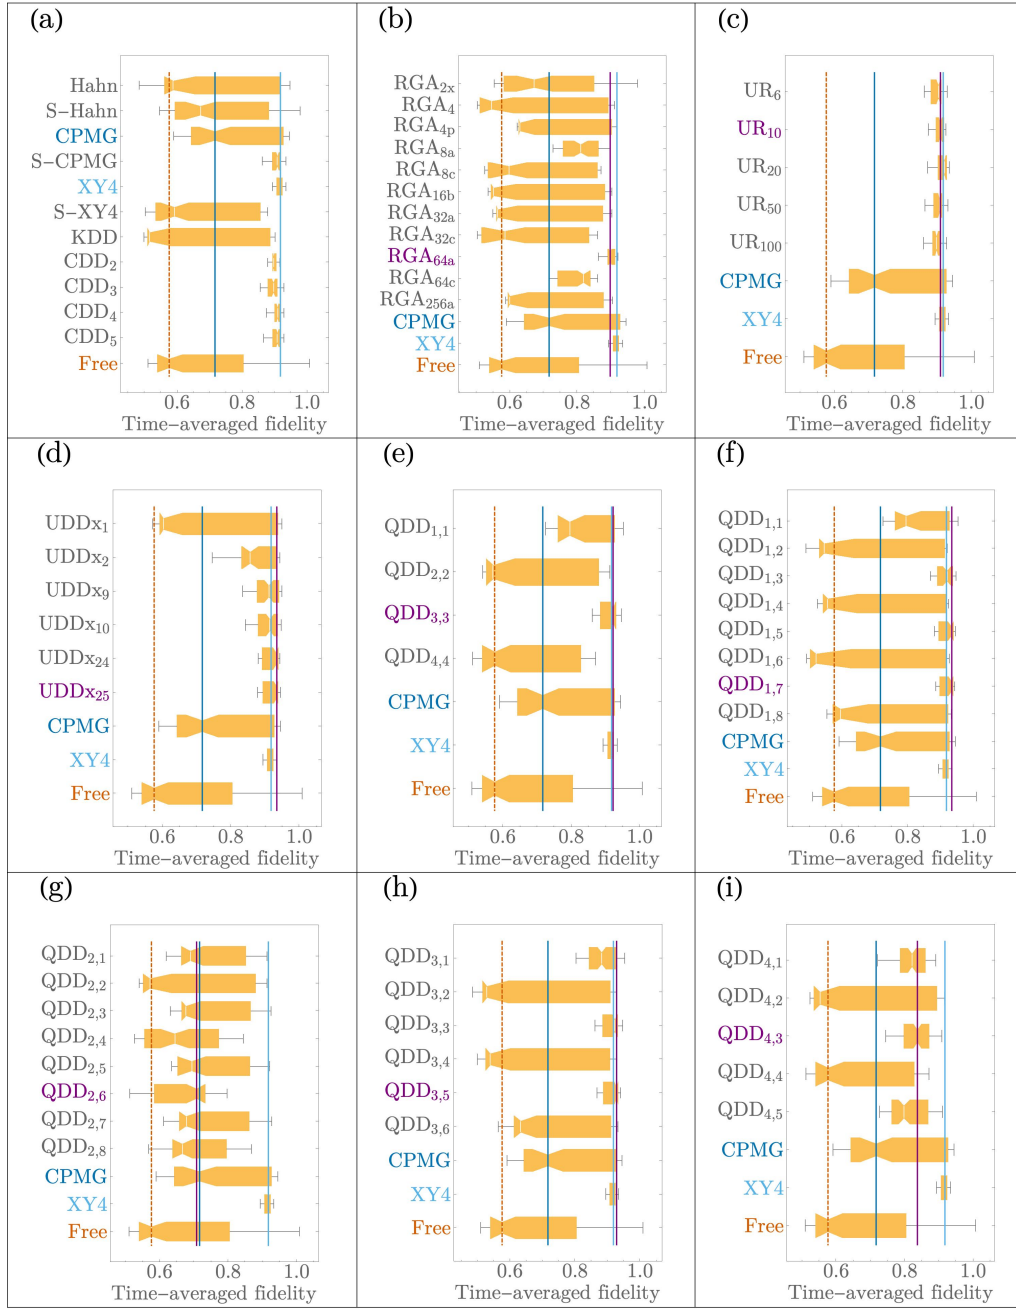 (a)
Hahn
S-Hahn
CPMG
S-CPMG
XY4
S-XY4
KDD
CDD₂
CDD₃
CDD₄
CDD₅
Free
0.6 0.8 1.0
Time-averaged fidelity
(b)
RGA₂ₓ
RGA₄
RGA₄ₚ
RGA₈ₐ
RGA₈c
RGA₁₆b
RGA₃₂ₐ
RGA₃₂c
RGA₆₄ₐ
RGA₆₄c
RGA₂₅₆ₐ
CPMG
XY4
Free
0.6 0.8 1.0
Time-averaged fidelity
(c)
UR₆
UR₁₀
UR₂₀
UR₅₀
UR₁₀₀
CPMG
XY4
Free
0.6 0.8 1.0
Time-averaged fidelity
(d)
UDDx₁
UDDx₂
UDDx₉
UDDx₁₀
UDDx₂₄
UDDx₂₅
CPMG
XY4
Free
0.6 0.8 1.0
Time-averaged fidelity
(e)
QDD₁,₁
QDD₂,₂
QDD₃,₃
QDD₄,₄
CPMG
XY4
Free
0.6 0.8 1.0
Time-averaged fidelity
(f)
QDD₁,₁
QDD₁,₂
QDD₁,₃
QDD₁,₄
QDD₁,₅
QDD₁,₆
QDD₁,₇
QDD₁,₈
CPMG
XY4
Free
0.6 0.8 1.0
Time-averaged fidelity
(g)
QDD₂,₁
QDD₂,₂
QDD₂,₃
QDD₂,₄
QDD₂,₅
QDD₂,₆
QDD₂,₇
QDD₂,₈
CPMG
XY4
Free
0.6 0.8 1.0
Time-averaged fidelity
(h)
QDD₃,₁
QDD₃,₂
QDD₃,₃
QDD₃,₄
QDD₃,₅
QDD₃,₆
CPMG
XY4
Free
0.6 0.8 1.0
Time-averaged fidelity
(i)
QDD₄,₁
QDD₄,₂
QDD₄,₃
QDD₄,₄
QDD₄,₅
CPMG
XY4
Free
0.6 0.8 1.0
Time-averaged fidelity